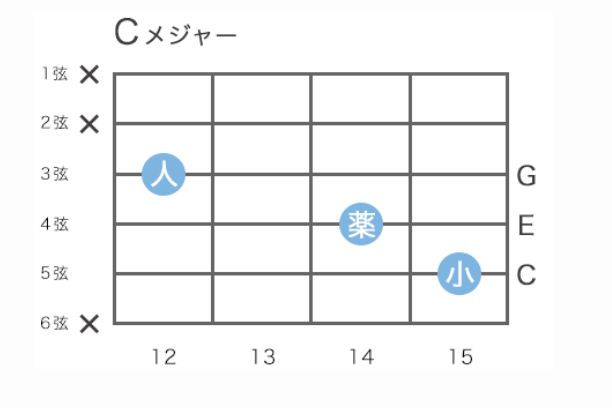 Cメジャー
1弦 ×
2弦 ×
3弦 人 G
4弦 薬 E
5弦 小 C
6弦 ×
12 13 14 15